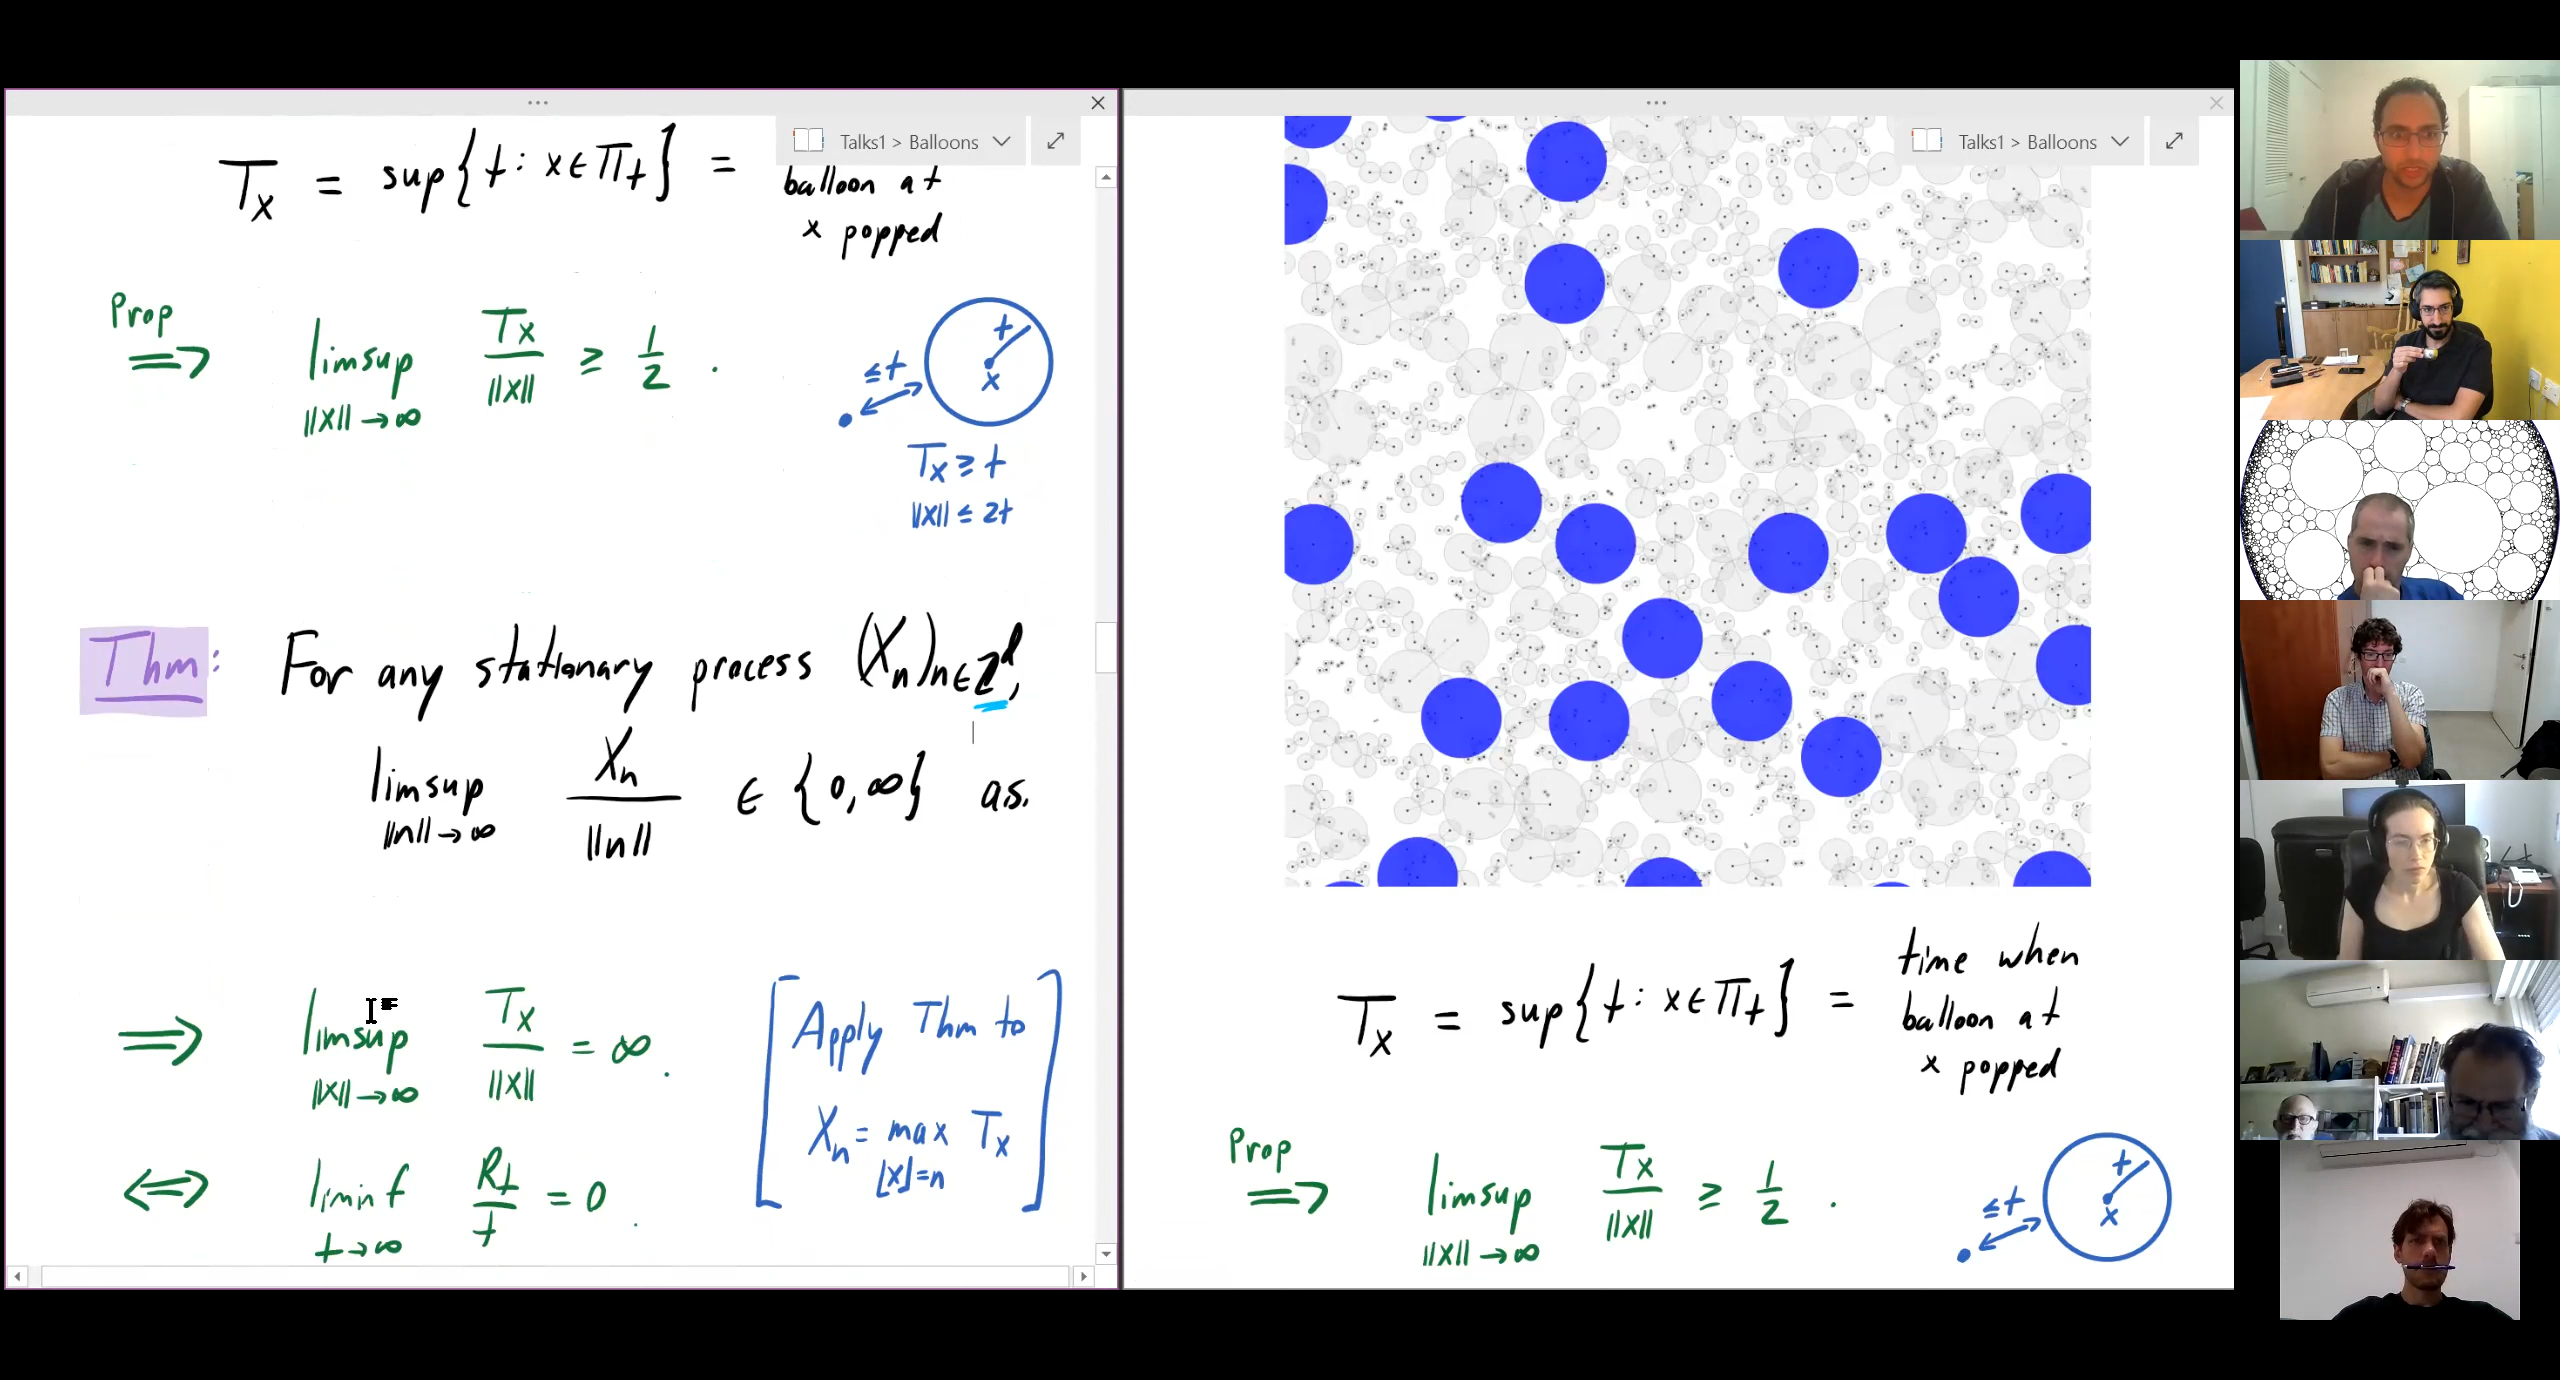 Talks1 > Balloons
T_x = sup{t: x∈Π_t} =
balloon at
x popped
Prop
⟹ limsup T_x / ‖x‖ ≥ 1/2 .
‖x‖→∞
t
≤t
x
T_x ≥ t
‖x‖ ≤ 2t
Thm: For any stationary process (X_n)_{n∈ℤ^d},
limsup X_n / ‖n‖ ∈ {0,∞} a.s.
‖n‖→∞
⟹ limsup T_x / ‖x‖ = ∞ .
‖x‖→∞
⟺ liminf R_t / t = 0 .
t→∞
[Apply Thm to
X_n = max T_x]
⌊x⌋=n
Talks1 > Balloons
T_x = sup{t: x∈Π_t} =
time when
balloon at
x popped
Prop
⟹ limsup T_x / ‖x‖ ≥ 1/2 .
‖x‖→∞
t
≤t
x